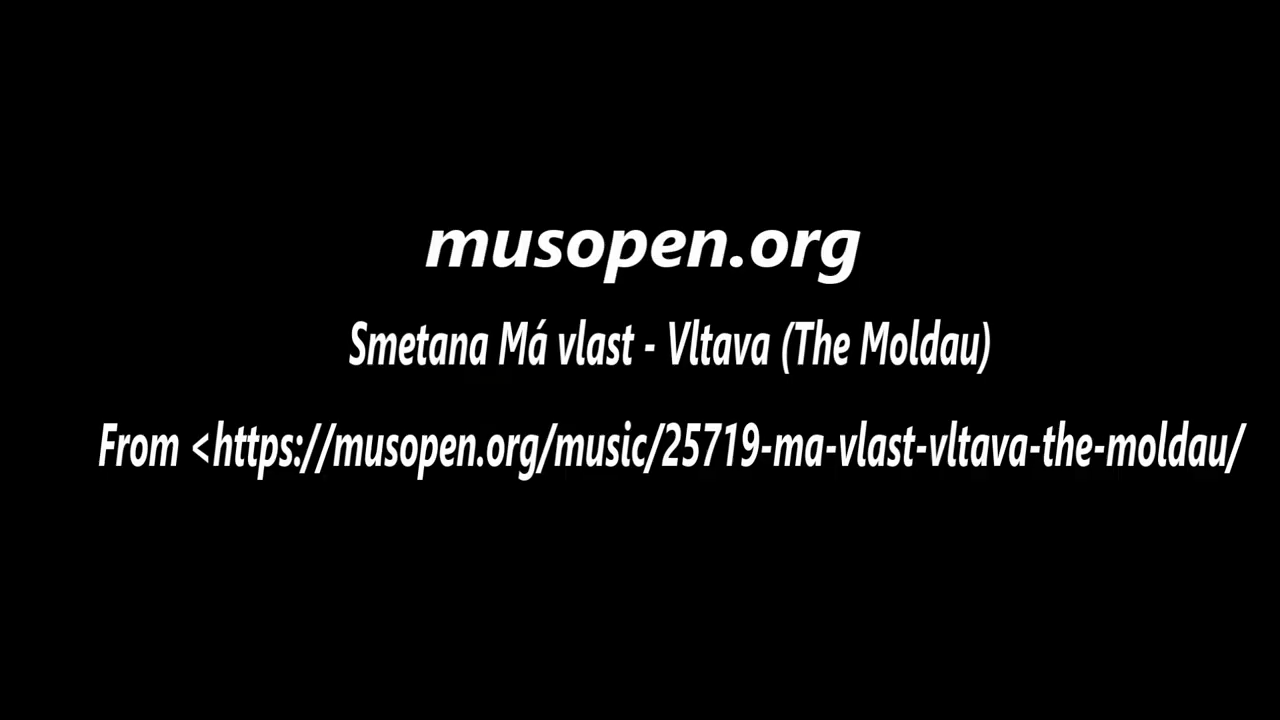 musopen.org
Smetana Má vlast - Vltava (The Moldau)
From <https://musopen.org/music/25719-ma-vlast-vltava-the-moldau/